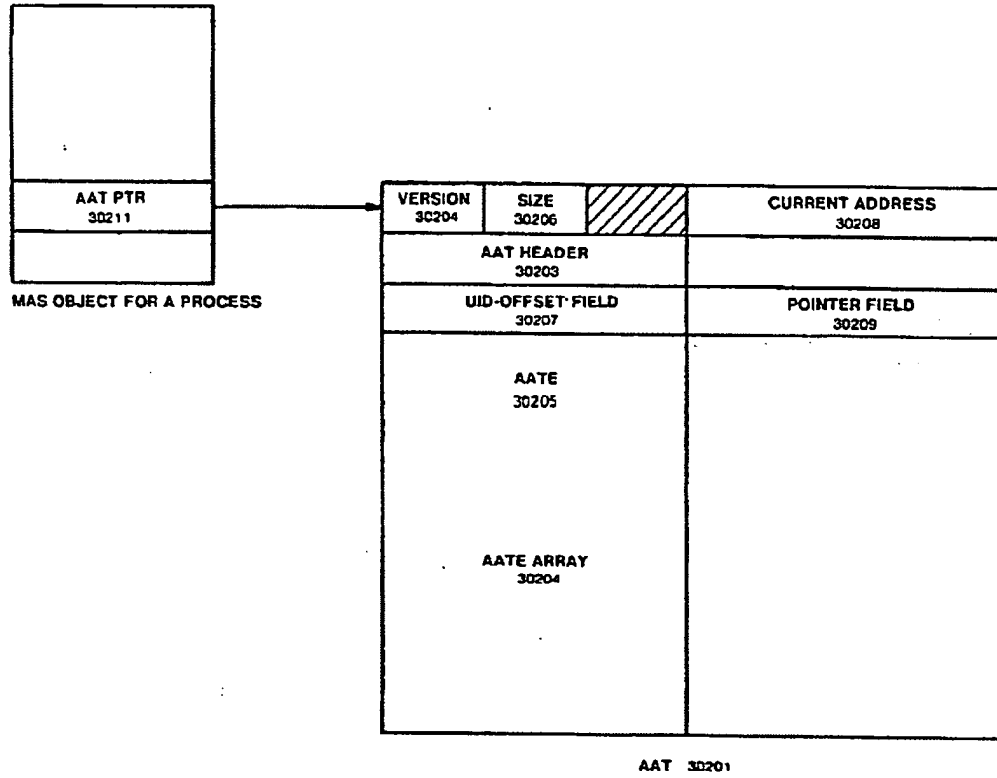 AAT PTR
30211
MAS OBJECT FOR A PROCESS
VERSION
30204
SIZE
30206
CURRENT ADDRESS
30208
AAT HEADER
30203
UID-OFFSET FIELD
30207
POINTER FIELD
30209
AATE
30205
AATE ARRAY
30204
AAT 30201